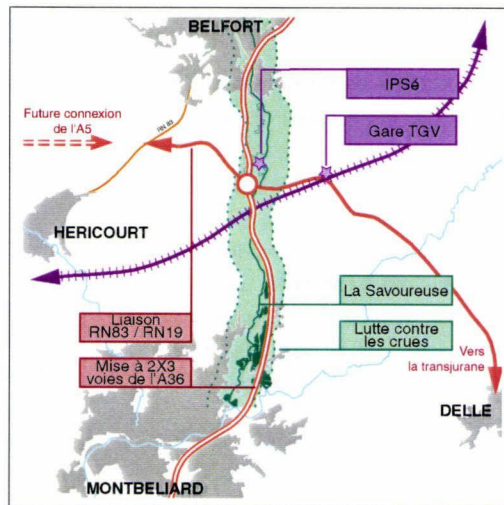 BELFORT
IPSé
Gare TGV
Future connexion
de l'A5
RN 83
HERICOURT
La Savoureuse
Liaison
RN83 / RN19
Lutte contre
les crues
Mise à 2X3
voies de l'A36
Vers
la transjurane
DELLE
MONTBELIARD